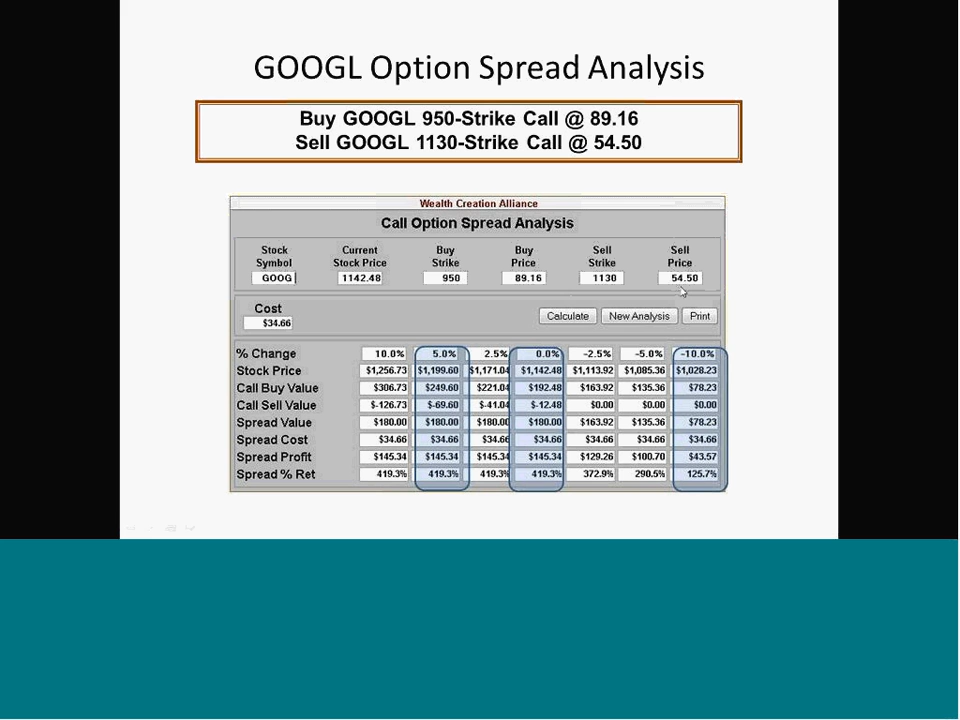 GOOGL Option Spread Analysis
Buy GOOGL 950-Strike Call @ 89.16
Sell GOOGL 1130-Strike Call @ 54.50
Wealth Creation Alliance
Call Option Spread Analysis
Stock Symbol Current Stock Price Buy Strike Buy Price Sell Strike Sell Price
GOOG 1142.48 950 89.16 1130 54.50
Cost
$34.66 Calculate New Analysis Print
% Change 10.0% 5.0% 2.5% 0.0% -2.5% -5.0% -10.0%
Stock Price $1,256.73 $1,199.60 $1,171.04 $1,142.48 $1,113.92 $1,085.36 $1,028.23
Call Buy Value $306.73 $249.60 $221.04 $192.48 $163.92 $135.36 $78.23
Call Sell Value $-126.73 $-69.60 $-41.04 $-12.48 $0.00 $0.00 $0.00
Spread Value $180.00 $180.00 $180.00 $180.00 $163.92 $135.36 $78.23
Spread Cost $34.66 $34.66 $34.66 $34.66 $34.66 $34.66 $34.66
Spread Profit $145.34 $145.34 $145.34 $145.34 $129.26 $100.70 $43.57
Spread % Ret 419.3% 419.3% 419.3% 419.3% 372.9% 290.5% 125.7%